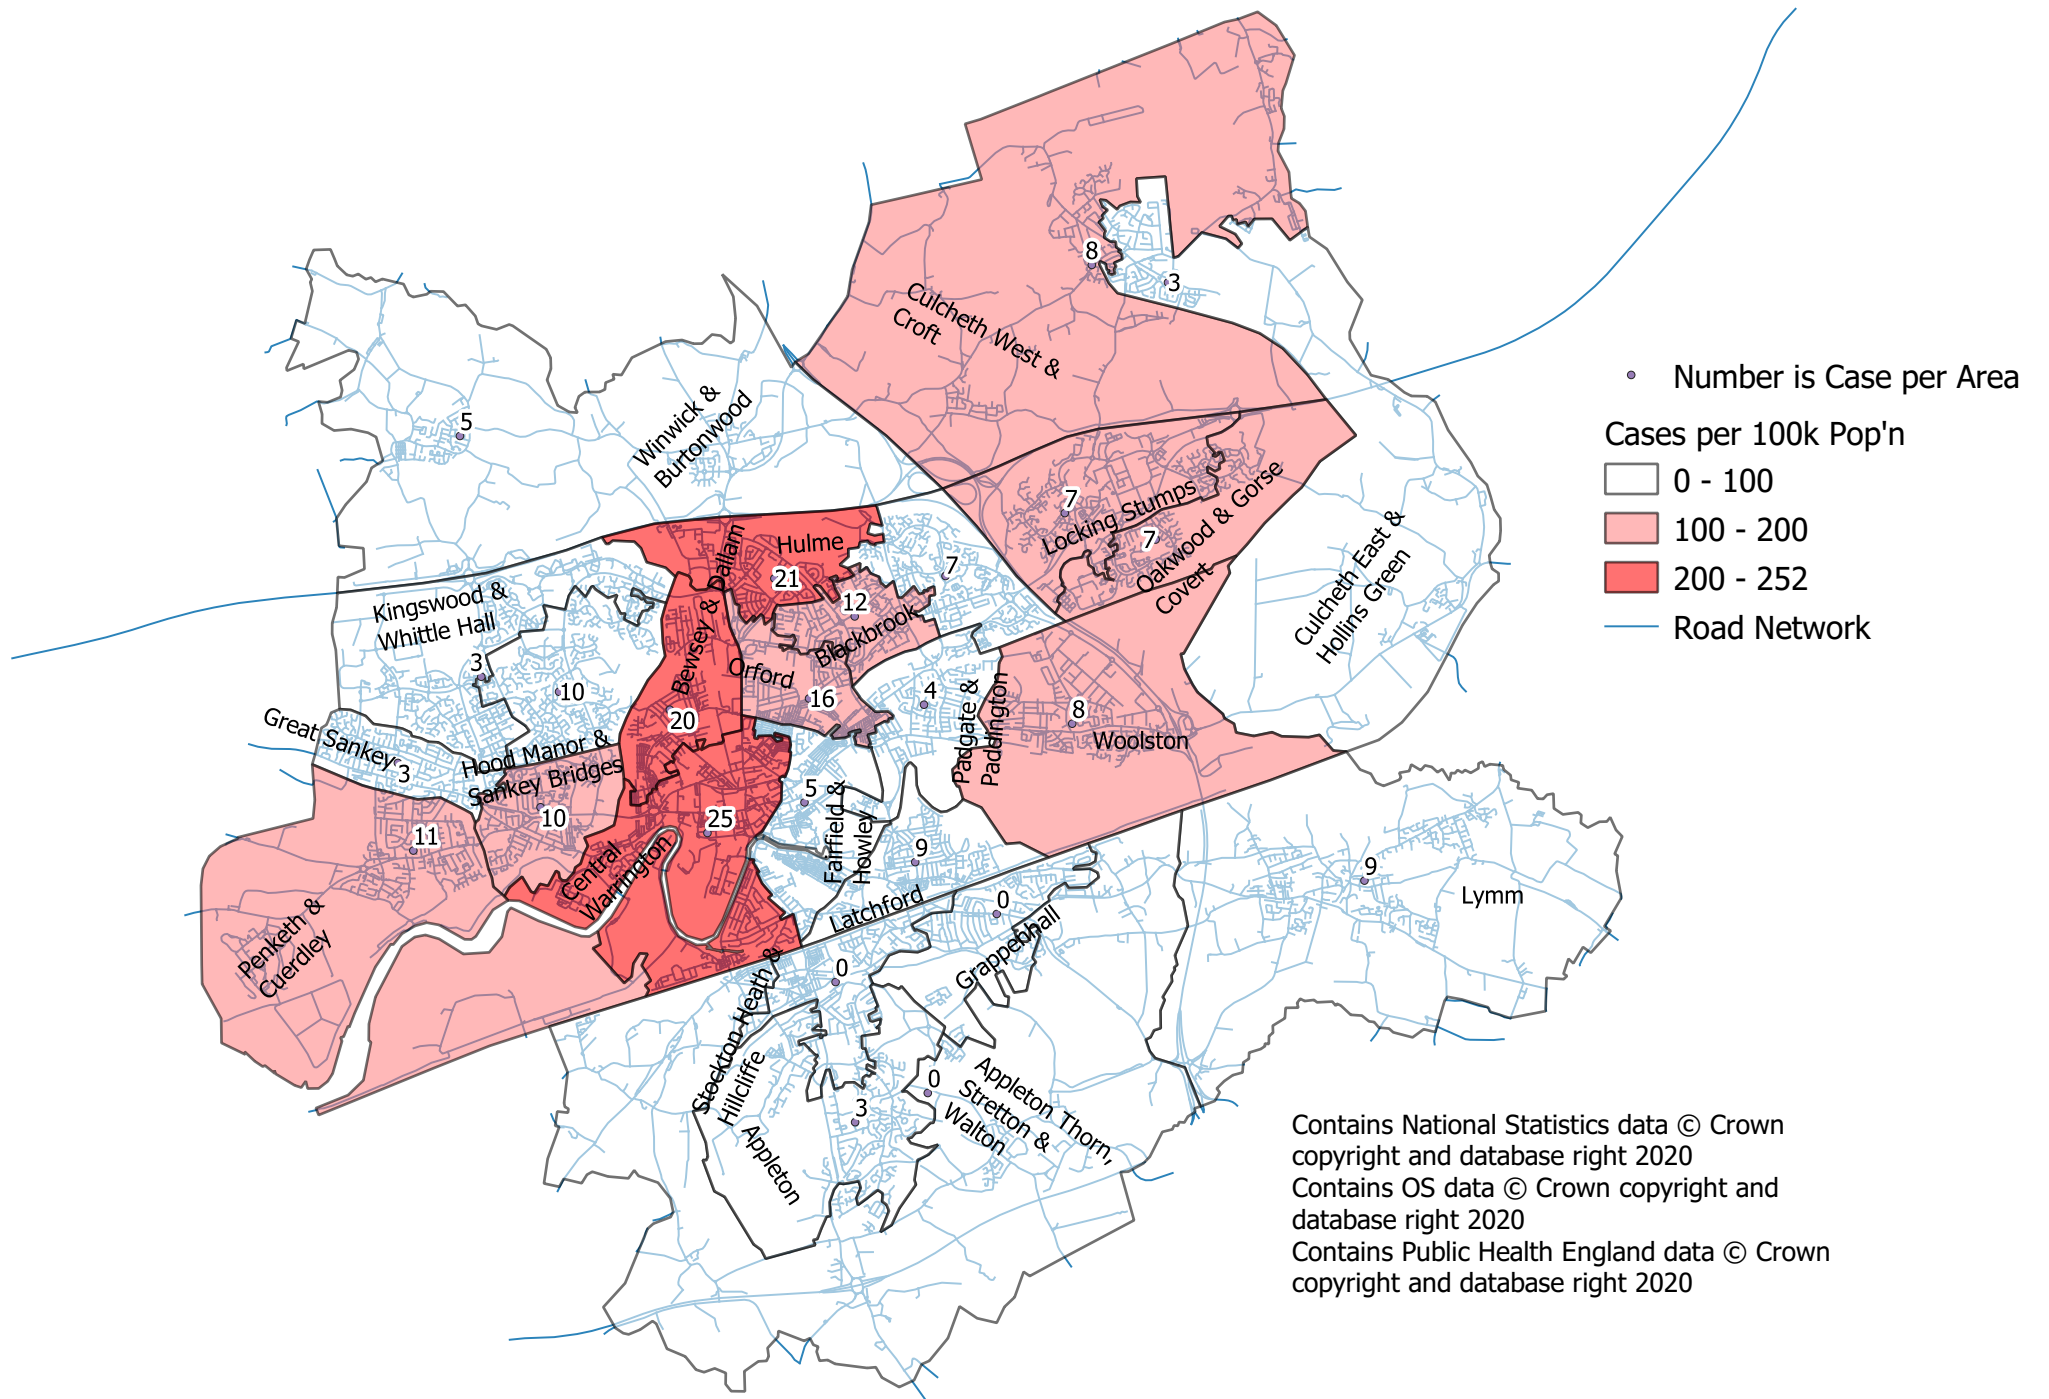 8
3
Culcheth West &
Croft
5
Winwick &
Burtonwood
7
Locking Stumps
7
Oakwood & Gorse
Covert
Culcheth East &
Hollins Green
Hulme
21
7
12
Blackbrook
Bewsey & Dallam
Kingswood &
Whittle Hall
3
10
Orford
16
20
4
Padgate &
Paddington
8
Woolston
Great Sankey
3
Hood Manor &
Sankey Bridges
10
11
25
5
Fairfield &
Howley
Central
Warrington
9
Latchford
9
Lymm
0
Grappenhall
Penketh &
Cuerdley
0
Stockton Heath &
Hillcliffe
Appleton
3
0
Appleton Thorn,
Stretton &
Walton
Number is Case per Area
Cases per 100k Pop'n
0 - 100
100 - 200
200 - 252
Road Network
Contains National Statistics data © Crown
copyright and database right 2020
Contains OS data © Crown copyright and
database right 2020
Contains Public Health England data © Crown
copyright and database right 2020